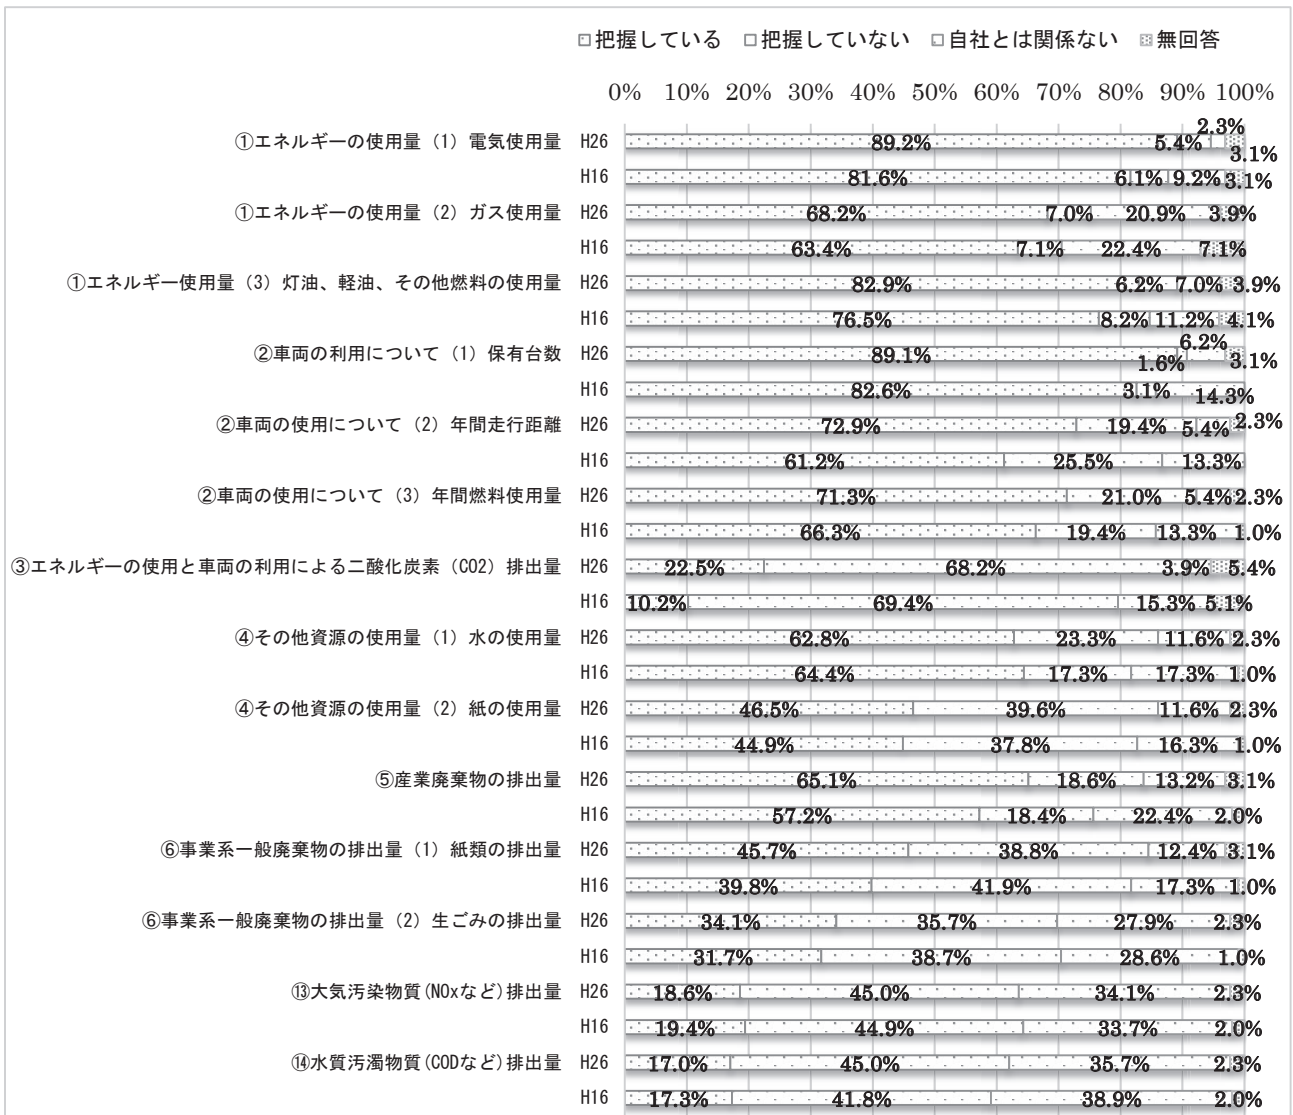 把握している 把握していない 自社とは関係ない 無回答
0% 10% 20% 30% 40% 50% 60% 70% 80% 90% 100%
①エネルギーの使用量（1）電気使用量 H26 89.2% 5.4% 2.3% 3.1%
H16 81.6% 6.1% 9.2% 3.1%
①エネルギーの使用量（2）ガス使用量 H26 68.2% 7.0% 20.9% 3.9%
H16 63.4% 7.1% 22.4% 7.1%
①エネルギー使用量（3）灯油、軽油、その他燃料の使用量 H26 82.9% 6.2% 7.0% 3.9%
H16 76.5% 8.2% 11.2% 4.1%
②車両の利用について（1）保有台数 H26 89.1% 1.6% 6.2% 3.1%
H16 82.6% 3.1% 14.3%
②車両の使用について（2）年間走行距離 H26 72.9% 19.4% 5.4% 2.3%
H16 61.2% 25.5% 13.3%
②車両の使用について（3）年間燃料使用量 H26 71.3% 21.0% 5.4% 2.3%
H16 66.3% 19.4% 13.3% 1.0%
③エネルギーの使用と車両の利用による二酸化炭素（CO2）排出量 H26 22.5% 68.2% 3.9% 5.4%
H16 10.2% 69.4% 15.3% 5.1%
④その他資源の使用量（1）水の使用量 H26 62.8% 23.3% 11.6% 2.3%
H16 64.4% 17.3% 17.3% 1.0%
④その他資源の使用量（2）紙の使用量 H26 46.5% 39.6% 11.6% 2.3%
H16 44.9% 37.8% 16.3% 1.0%
⑤産業廃棄物の排出量 H26 65.1% 18.6% 13.2% 3.1%
H16 57.2% 18.4% 22.4% 2.0%
⑥事業系一般廃棄物の排出量（1）紙類の排出量 H26 45.7% 38.8% 12.4% 3.1%
H16 39.8% 41.9% 17.3% 1.0%
⑥事業系一般廃棄物の排出量（2）生ごみの排出量 H26 34.1% 35.7% 27.9% 2.3%
H16 31.7% 38.7% 28.6% 1.0%
⑬大気汚染物質(NOxなど)排出量 H26 18.6% 45.0% 34.1% 2.3%
H16 19.4% 44.9% 33.7% 2.0%
⑭水質汚濁物質(CODなど)排出量 H26 17.0% 45.0% 35.7% 2.3%
H16 17.3% 41.8% 38.9% 2.0%